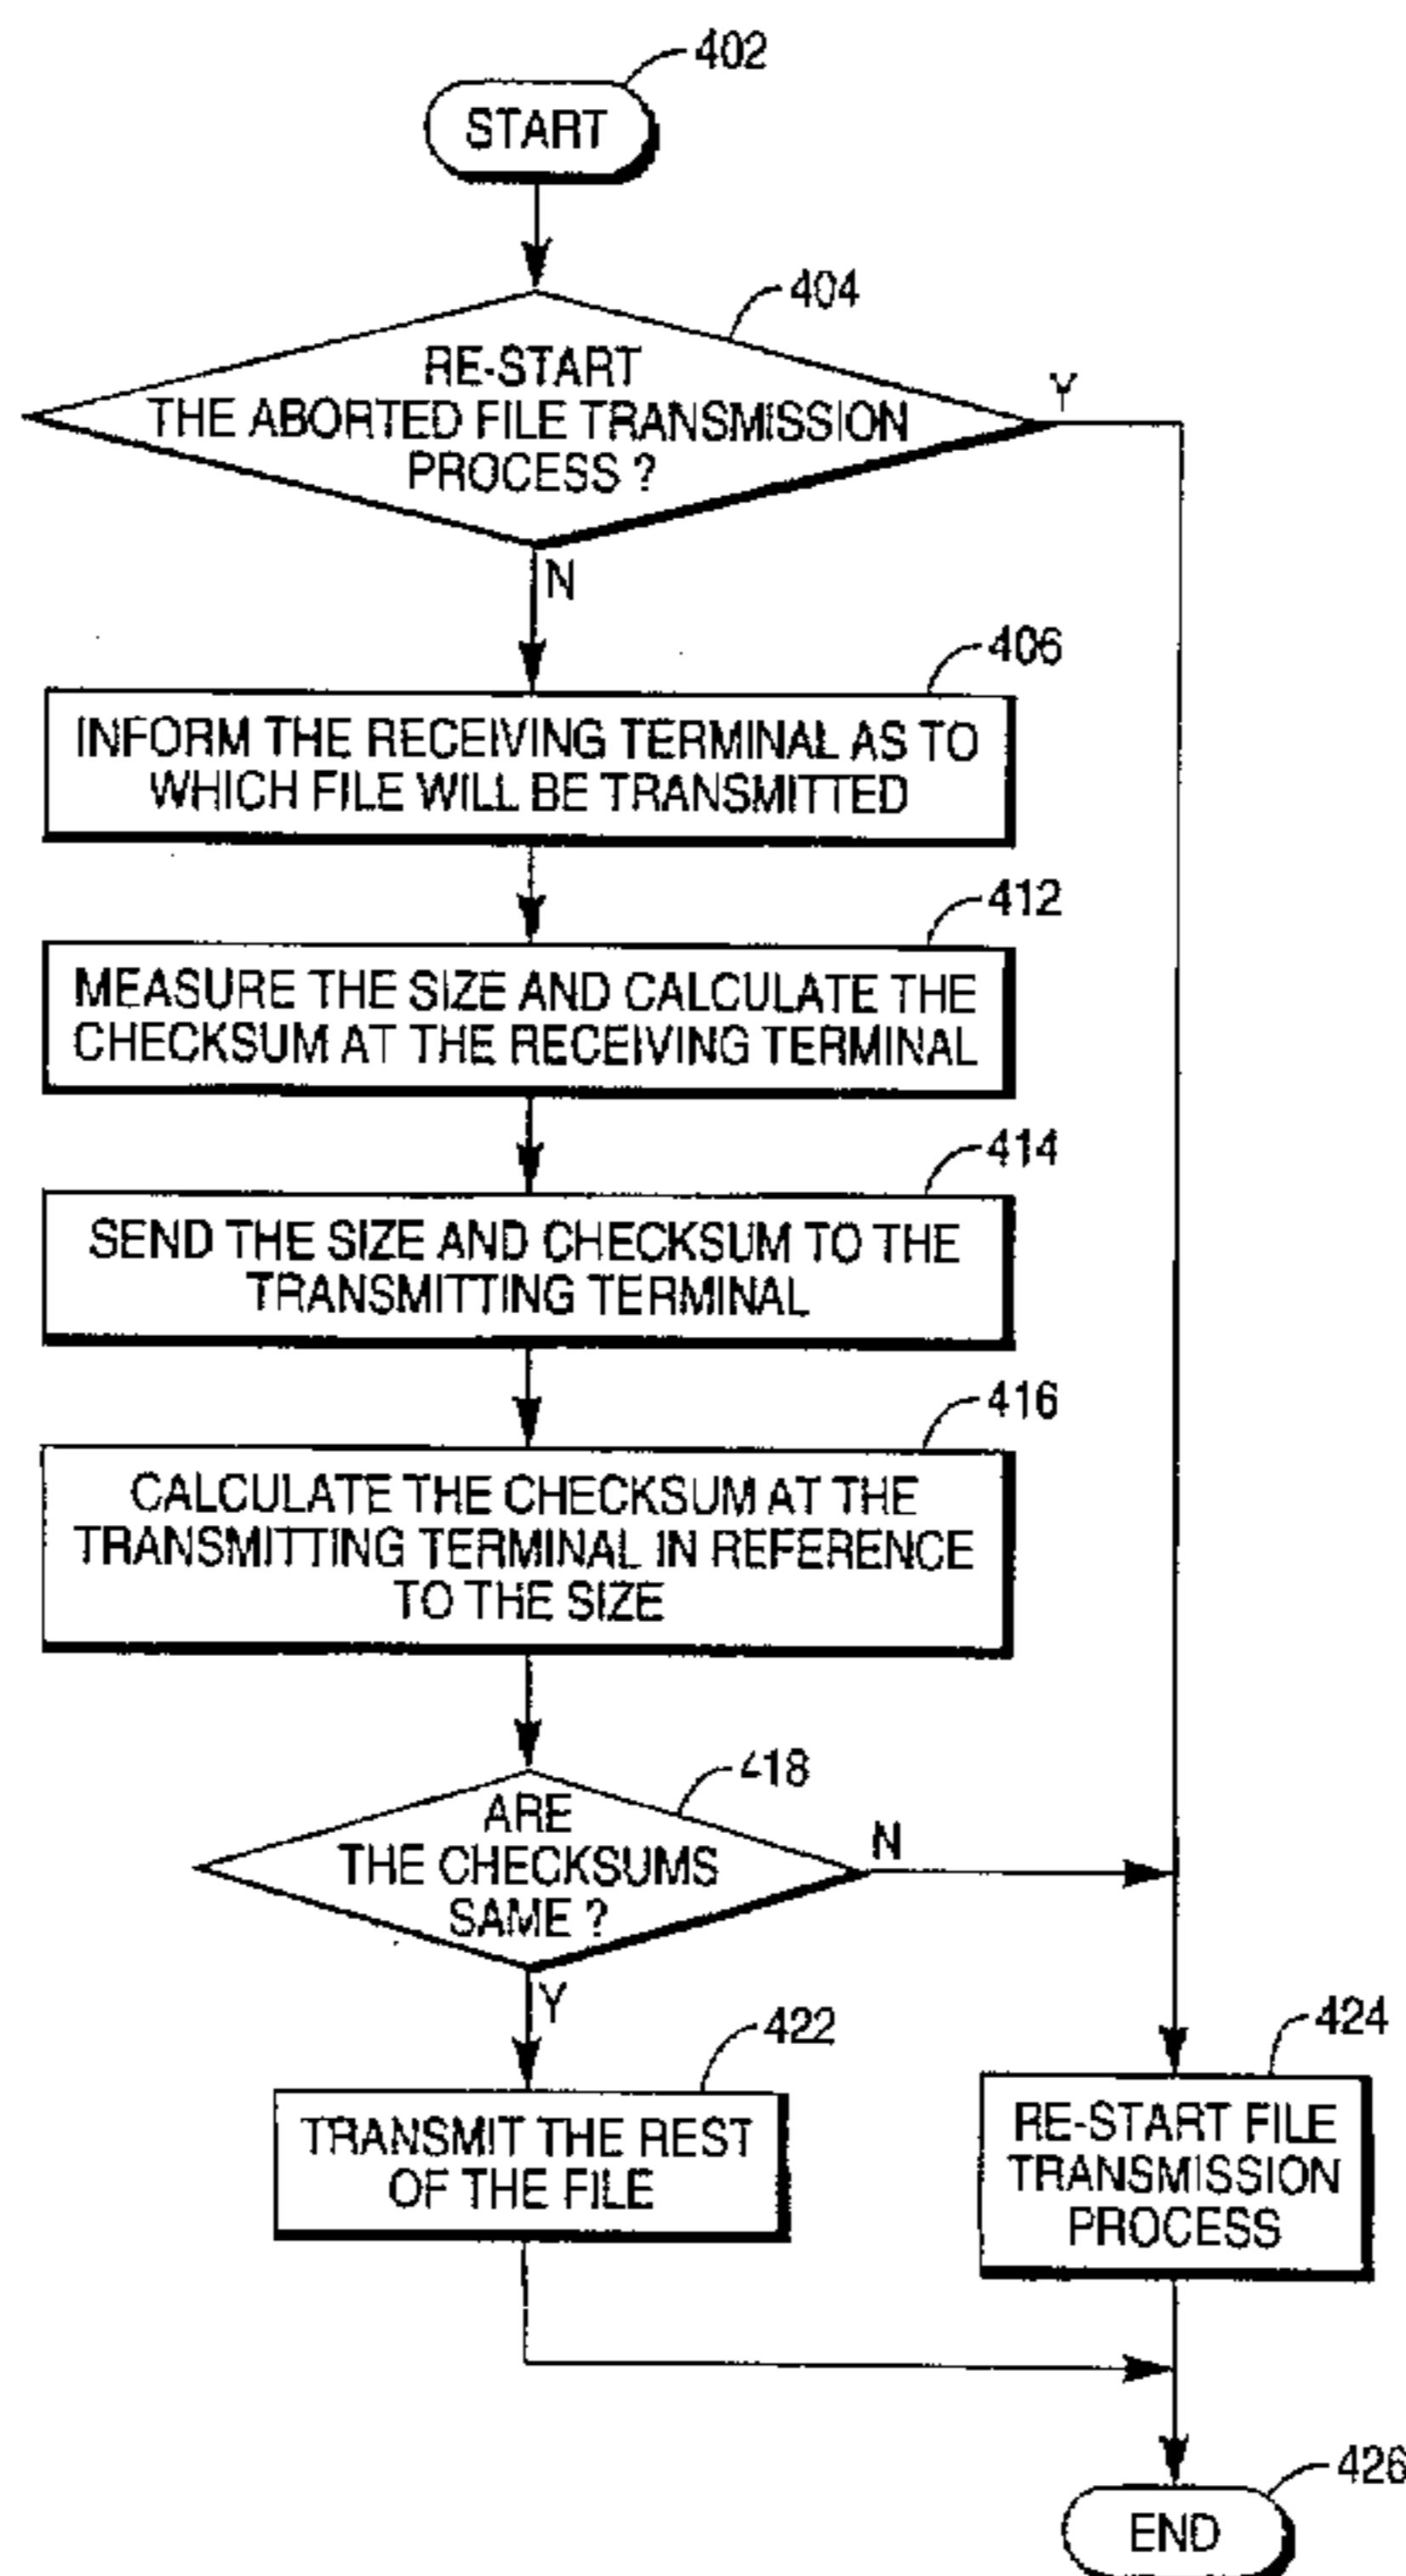 402
START
404
RE-START
THE ABORTED FILE TRANSMISSION
PROCESS ?
Y
N
406
INFORM THE RECEIVING TERMINAL AS TO
WHICH FILE WILL BE TRANSMITTED
412
MEASURE THE SIZE AND CALCULATE THE
CHECKSUM AT THE RECEIVING TERMINAL
414
SEND THE SIZE AND CHECKSUM TO THE
TRANSMITTING TERMINAL
416
CALCULATE THE CHECKSUM AT THE
TRANSMITTING TERMINAL IN REFERENCE
TO THE SIZE
418
ARE
THE CHECKSUMS
SAME ?
N
Y
422
TRANSMIT THE REST
OF THE FILE
424
RE-START FILE
TRANSMISSION
PROCESS
426
END